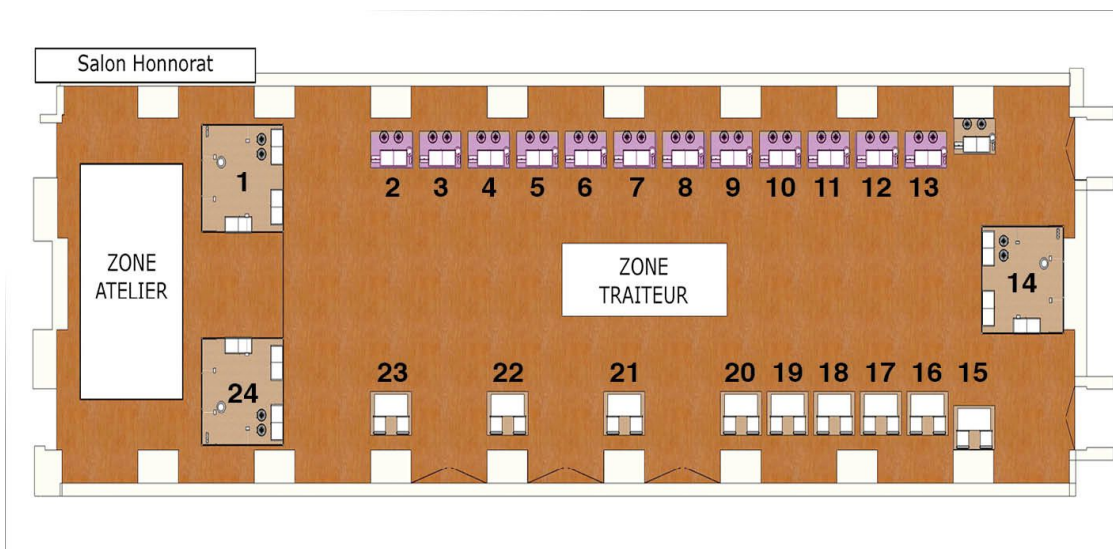 Salon Honnorat
1
2 3 4 5 6 7 8 9 10 11 12 13
ZONE
ATELIER
ZONE
TRAITEUR
14
24
23 22 21 20 19 18 17 16 15